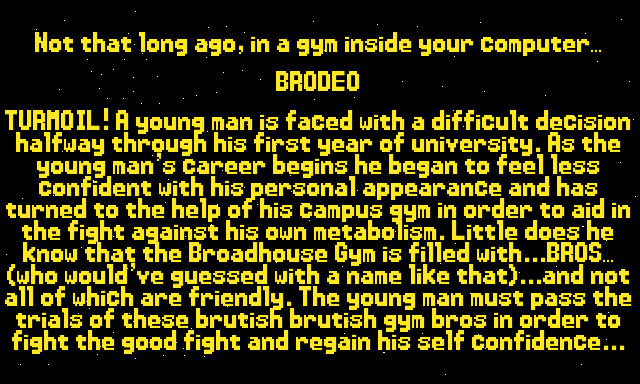 Not that long ago, in a gym inside your computer...
BRODEO
TURMOIL! A young man is faced with a difficult decision
halfway through his first year of university. As the
young man's career begins he began to feel less
confident with his personal appearance and has
turned to the help of his campus gym in order to aid in
the fight against his own metabolism. Little does he
know that the Broadhouse Gym is filled with...BROS...
(who would've guessed with a name like that)...and not
all of which are friendly. The young man must pass the
trials of these brutish brutish gym bros in order to
fight the good fight and regain his self confidence...